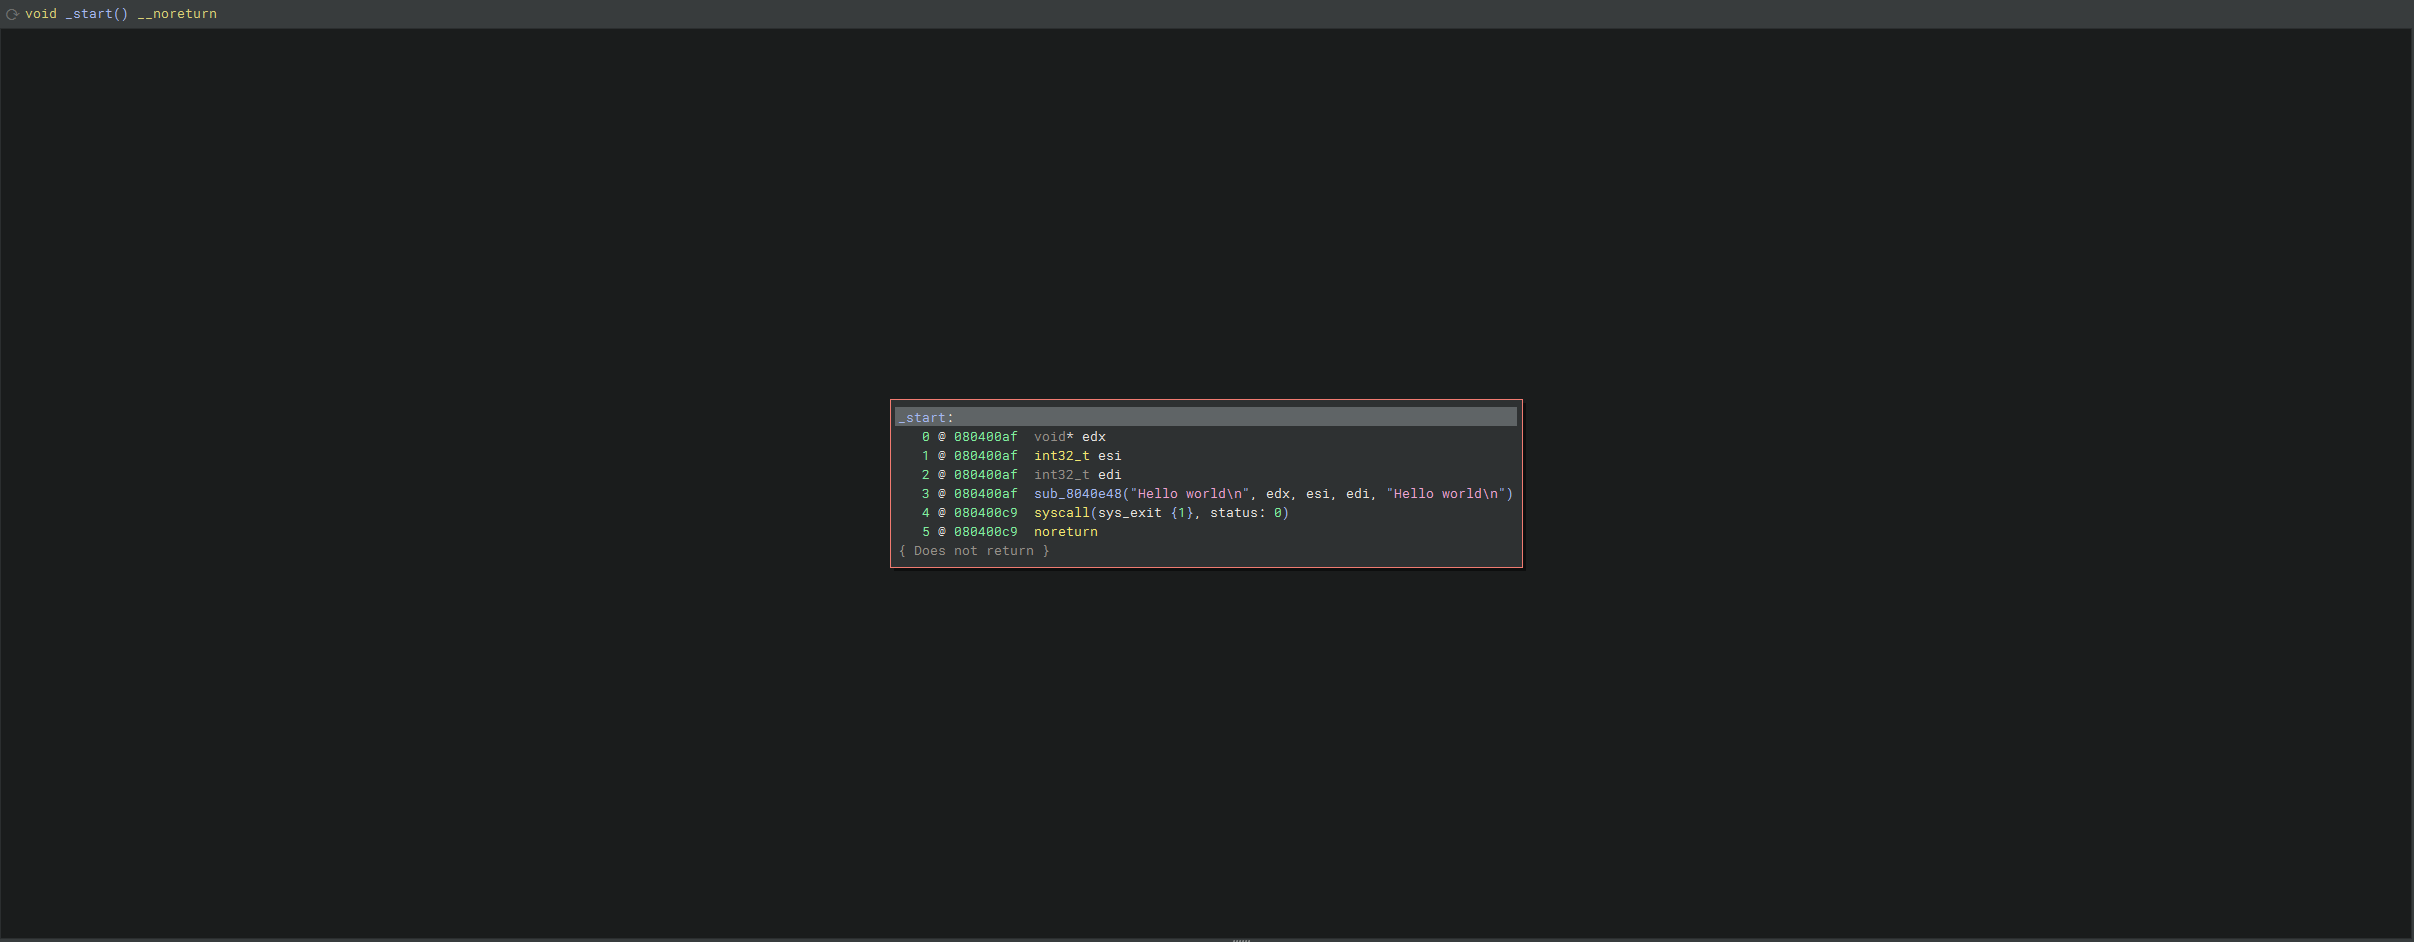 void _start() __noreturn
_start:
0 @ 080400af  void* edx
1 @ 080400af  int32_t esi
2 @ 080400af  int32_t edi
3 @ 080400af  sub_8040e48("Hello world\n", edx, esi, edi, "Hello world\n")
4 @ 080400c9  syscall(sys_exit {1}, status: 0)
5 @ 080400c9  noreturn
{ Does not return }